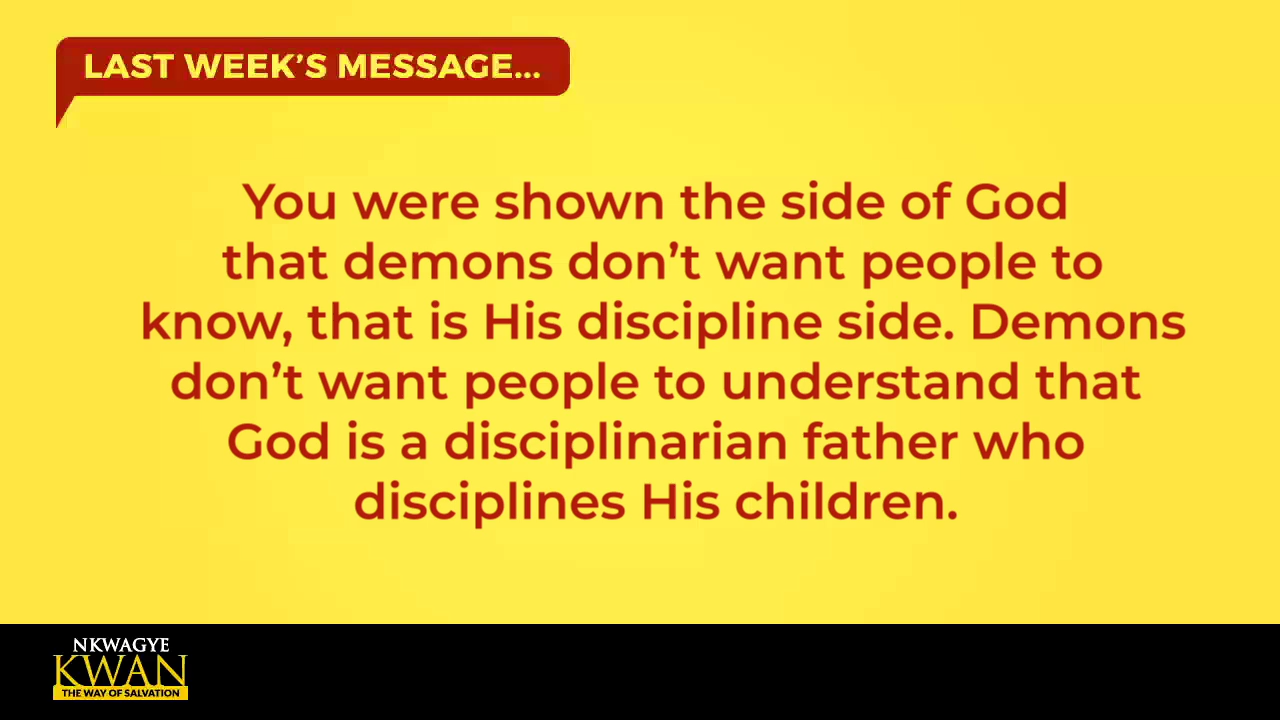 LAST WEEK’S MESSAGE...
You were shown the side of God
that demons don’t want people to
know, that is His discipline side. Demons
don’t want people to understand that
God is a disciplinarian father who
disciplines His children.
NKWAGYE
KWAN
THE WAY OF SALVATION